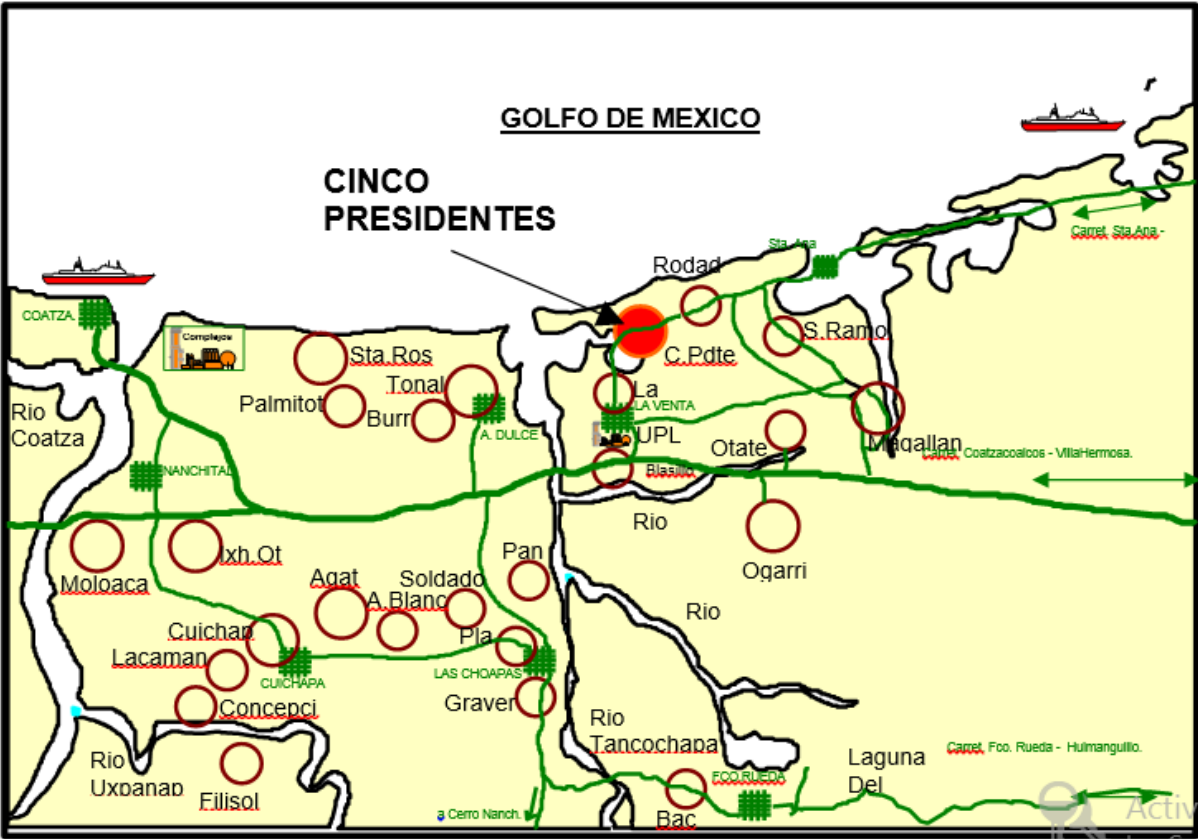 r
GOLFO DE MEXICO
CINCO
PRESIDENTES
Carret. Sta.Ana.-
Sta. Ana
Rodad
COATZA.
Complejos
S.Ramo
C.Pdte
Sta.Ros
Tonal
La
Palmitot
Burr
LA VENTA
Rio
Coatza
A. DULCE
UPL
Otate
Magallan
Carret. Coatzacoalcos - VillaHermosa.
NANCHITAL
Blasillo
Rio
Ixh.Ot
Pan
Moloaca
Agat
Soldado
Ogarri
A.Blanc
Rio
Cuichap
Pla
Lacaman
LAS CHOAPAS
CUICHAPA
Concepci
Graver
Rio
Tancochapa
Carret. Fco. Rueda - Huimanguillo.
Rio
Uxpanap
Laguna
Del
FCO.RUEDA
Filisol
a Cerro Nanch.
Bac
Activ